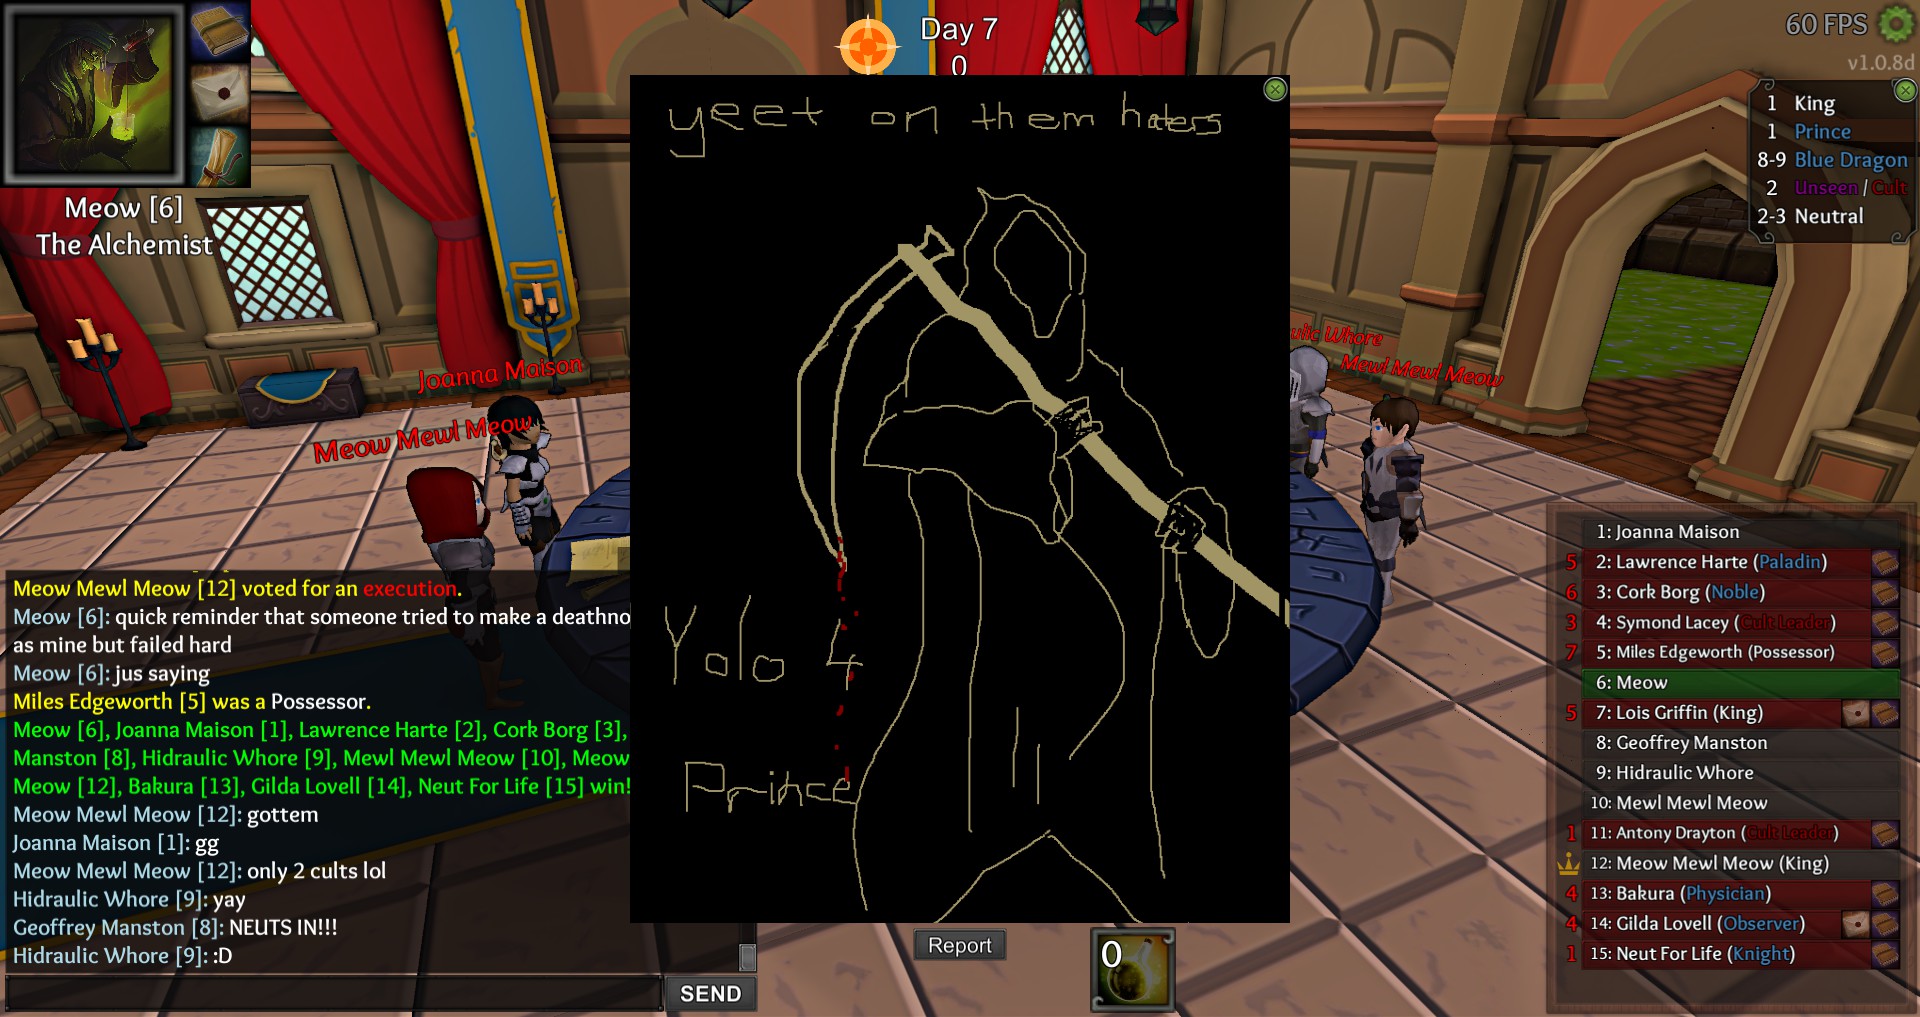 Day 7
0
60 FPS
v1.0.8d
Meow [6]
The Alchemist
1 King
1 Prince
8-9 Blue Dragon
2 Unseen / Cult
2-3 Neutral
yeet on them haters
Yolo 4
Prince
Joanna Maison
Meow Mewl Meow
ulic Whore
Mewl Mewl Meow
Meow Mewl Meow [12] voted for an execution.
Meow [6]: quick reminder that someone tried to make a deathno
as mine but failed hard
Meow [6]: jus saying
Miles Edgeworth [5] was a Possessor.
Meow [6], Joanna Maison [1], Lawrence Harte [2], Cork Borg [3],
Manston [8], Hidraulic Whore [9], Mewl Mewl Meow [10], Meow
Meow [12], Bakura [13], Gilda Lovell [14], Neut For Life [15] win!
Meow Mewl Meow [12]: gottem
Joanna Maison [1]: gg
Meow Mewl Meow [12]: only 2 cults lol
Hidraulic Whore [9]: yay
Geoffrey Manston [8]: NEUTS IN!!!
Hidraulic Whore [9]: :D
SEND
Report
0
1: Joanna Maison
5 2: Lawrence Harte (Paladin)
6 3: Cork Borg (Noble)
3 4: Symond Lacey (Cult Leader)
7 5: Miles Edgeworth (Possessor)
6: Meow
5 7: Lois Griffin (King)
8: Geoffrey Manston
9: Hidraulic Whore
10: Mewl Mewl Meow
1 11: Antony Drayton (Cult Leader)
12: Meow Mewl Meow (King)
4 13: Bakura (Physician)
4 14: Gilda Lovell (Observer)
1 15: Neut For Life (Knight)